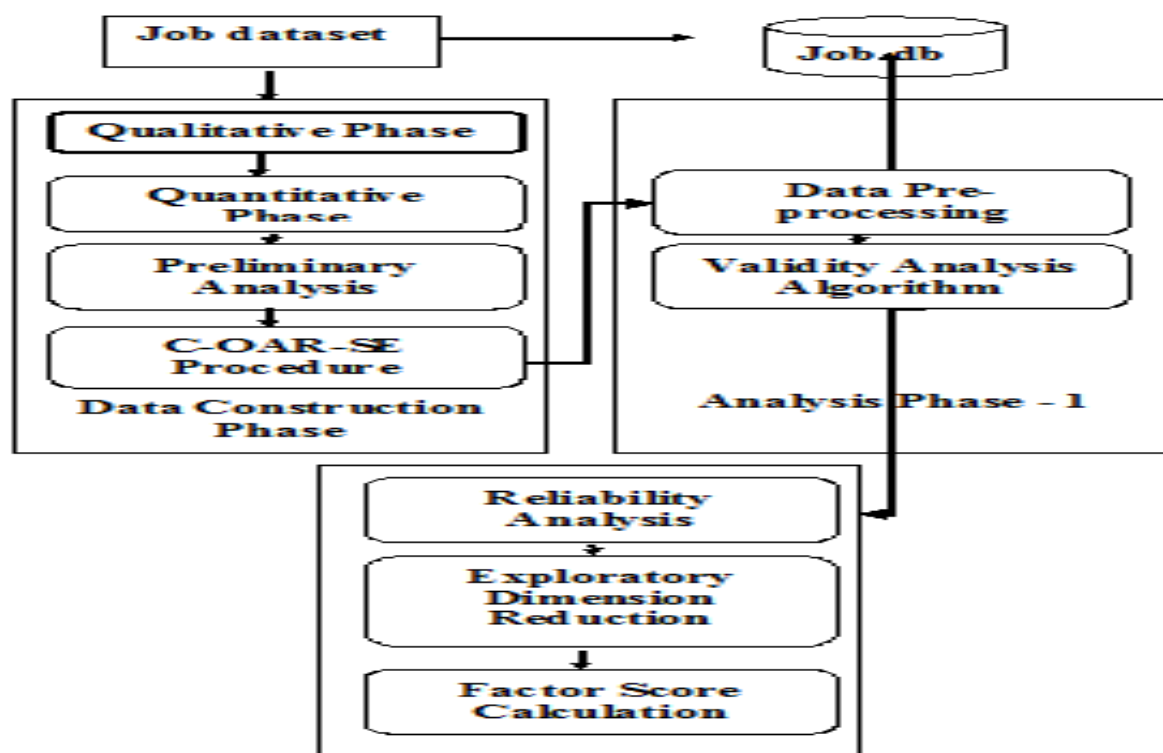 Job dataset
Job.db
Qualitative Phase
Quantitative
Phase
Preliminary
Analysis
C-OAR-SE
Procedure
Data Construction
Phase
Data Pre-
processing
Validity Analysis
Algorithm
Analysis Phase - 1
Reliability
Analysis
Exploratory
Dimension
Reduction
Factor Score
Calculation